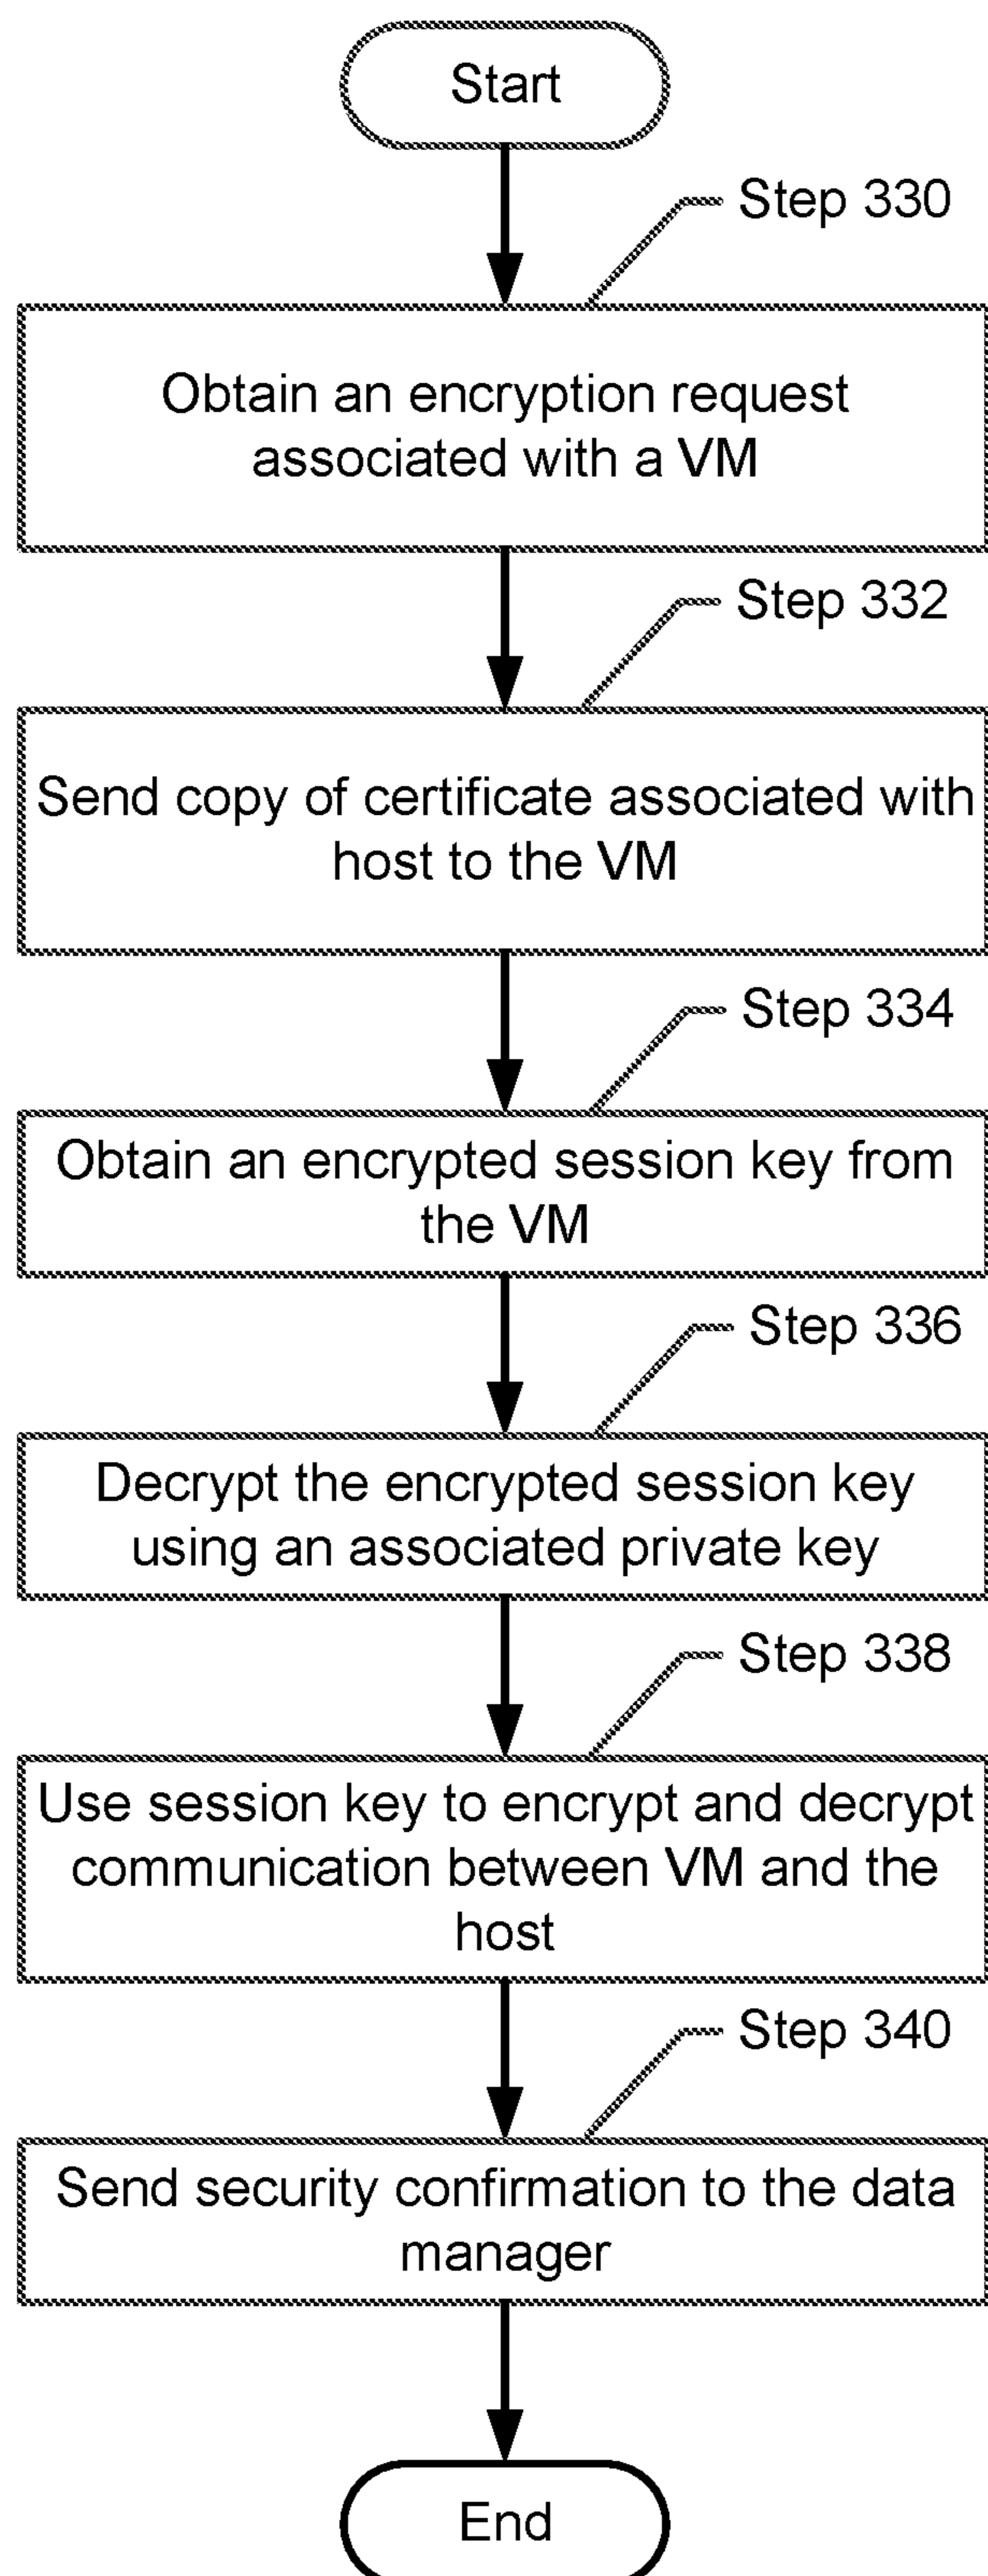 Start
Step 330
Obtain an encryption request
associated with a VM
Step 332
Send copy of certificate associated with
host to the VM
Step 334
Obtain an encrypted session key from
the VM
Step 336
Decrypt the encrypted session key
using an associated private key
Step 338
Use session key to encrypt and decrypt
communication between VM and the
host
Step 340
Send security confirmation to the data
manager
End